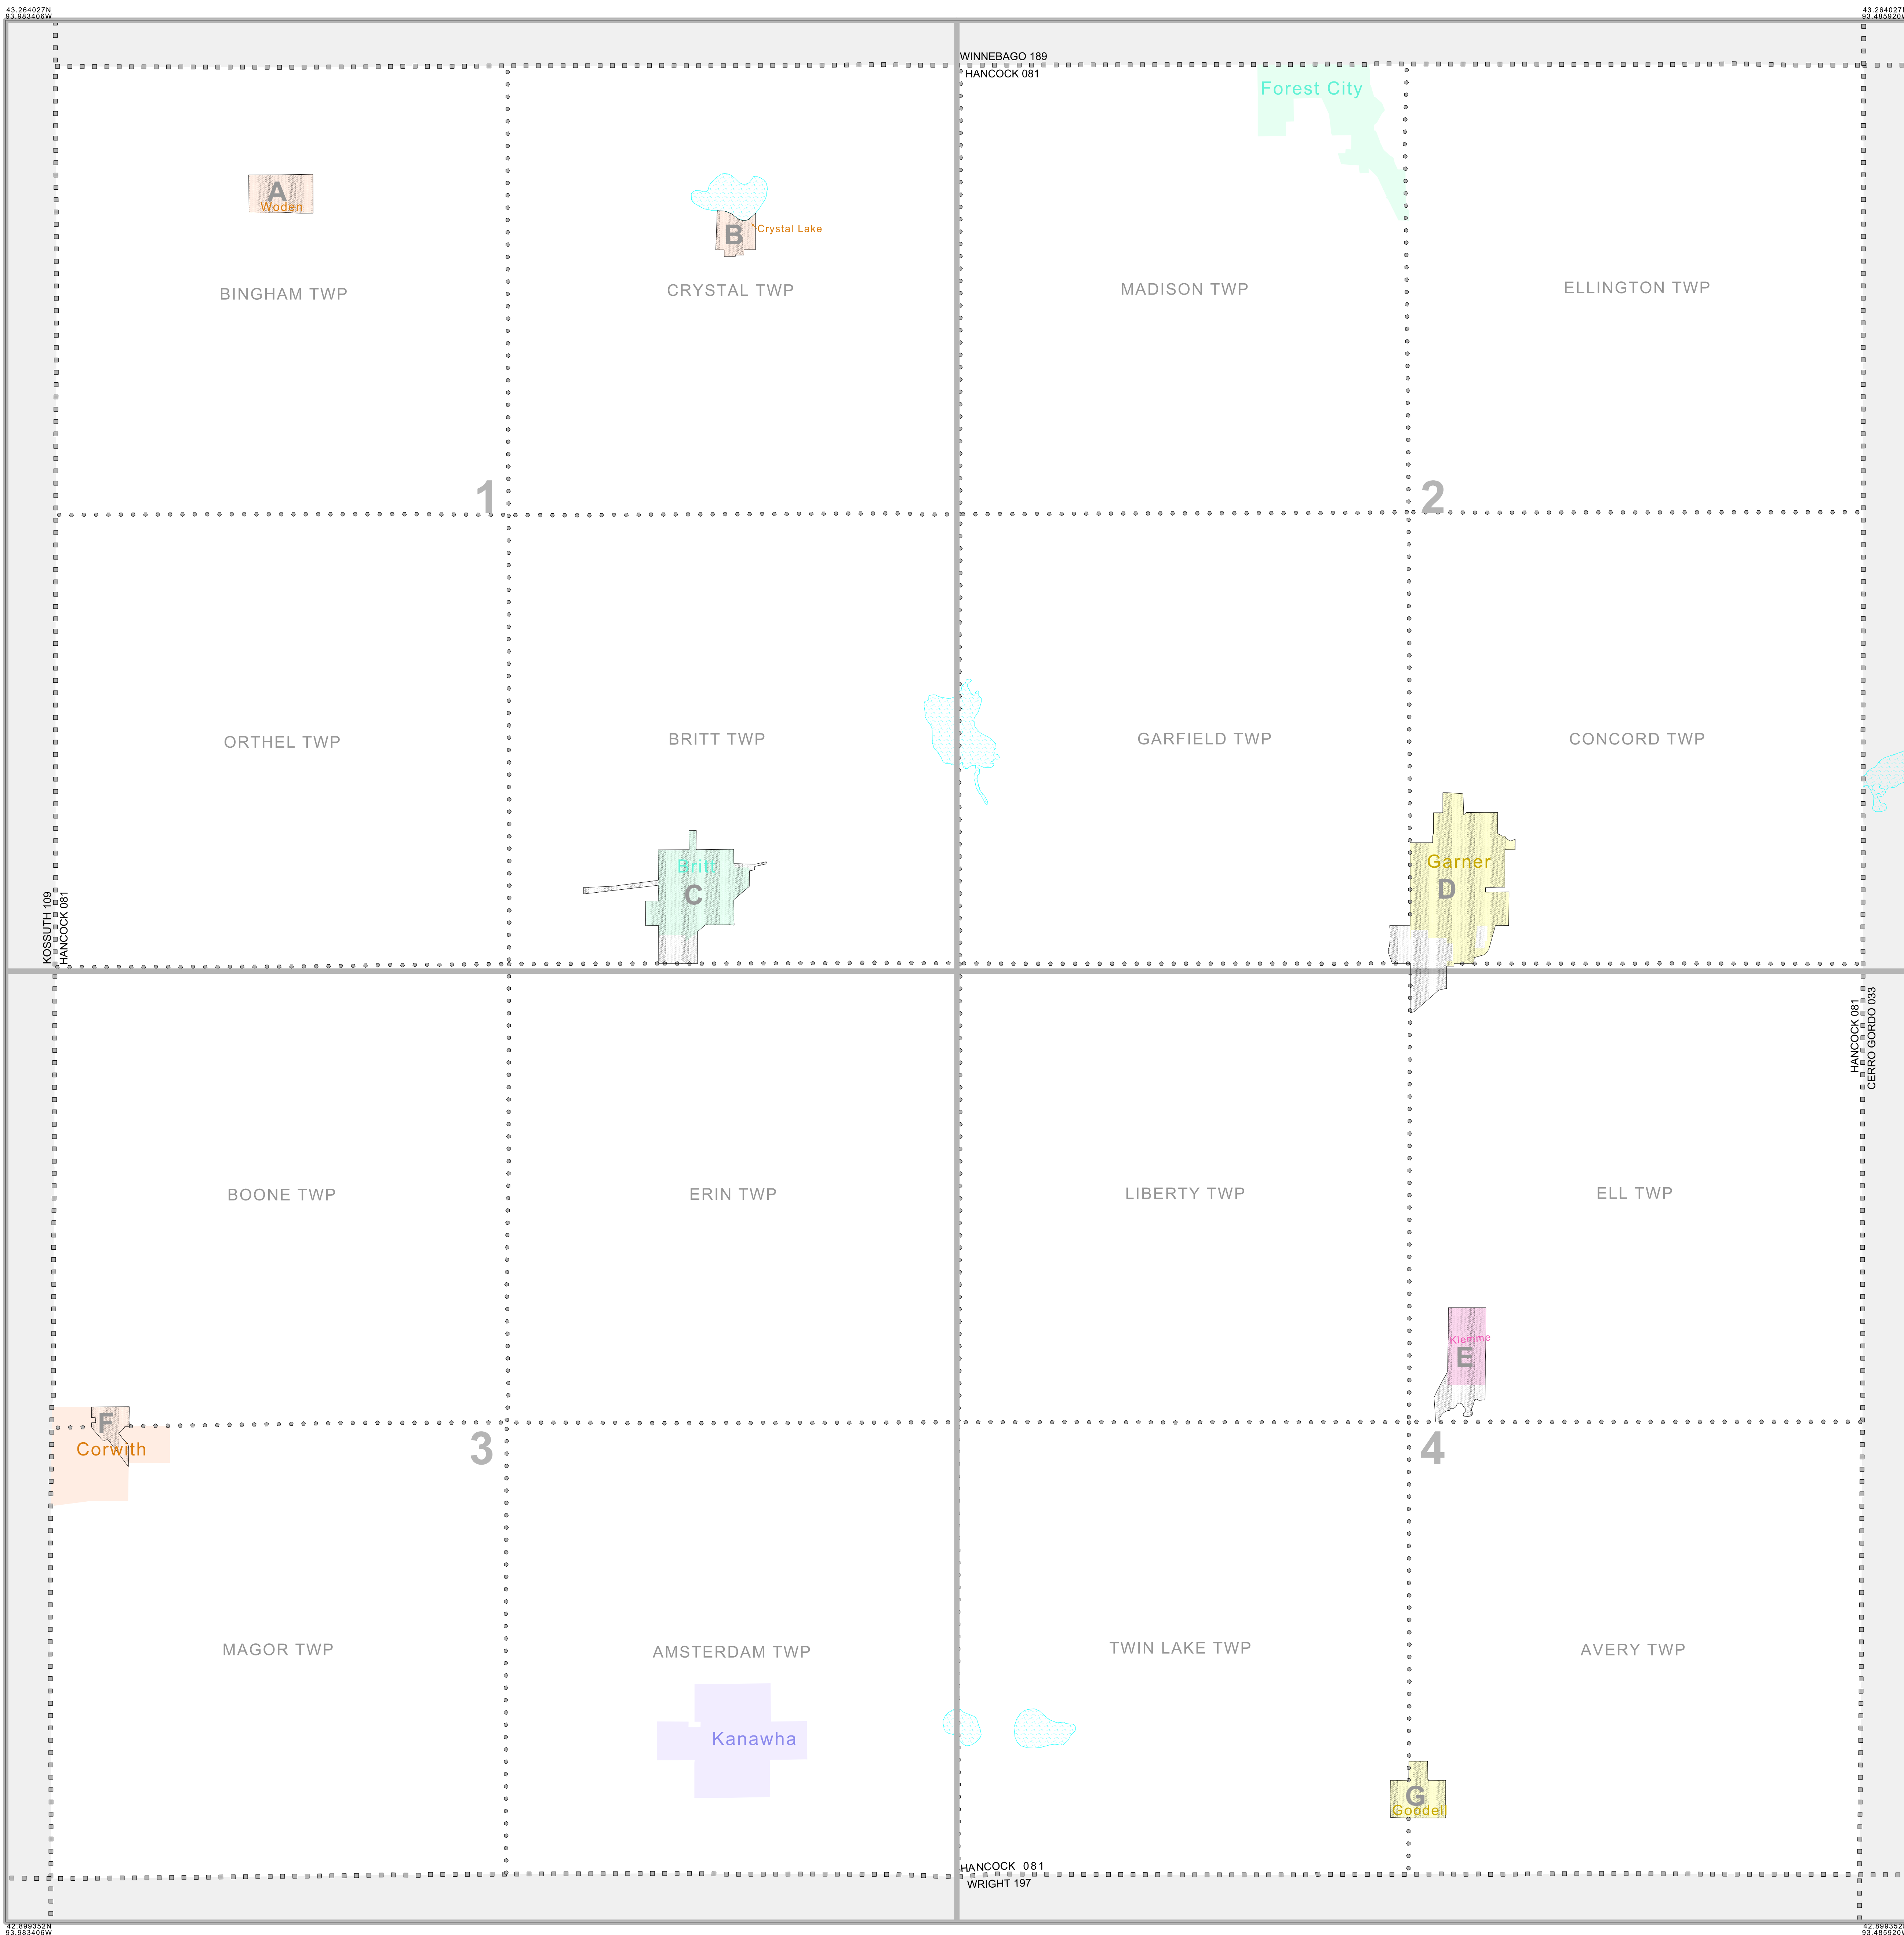 43.264027N
93.983406W
43.264027N
93.485920W
WINNEBAGO 189
HANCOCK 081
Forest City
A
Woden
B
Crystal Lake
BINGHAM TWP
CRYSTAL TWP
MADISON TWP
ELLINGTON TWP
1
2
ORTHEL TWP
BRITT TWP
GARFIELD TWP
CONCORD TWP
Britt
C
Garner
D
KOSSUTH 109
HANCOCK 081
HANCOCK 081
CERRO GORDO 033
BOONE TWP
ERIN TWP
LIBERTY TWP
ELL TWP
Klemme
E
F
Corwith
3
4
MAGOR TWP
AMSTERDAM TWP
TWIN LAKE TWP
AVERY TWP
Kanawha
G
Goodell
HANCOCK 081
WRIGHT 197
42.899352N
93.983406W
42.899352N
93.485920W